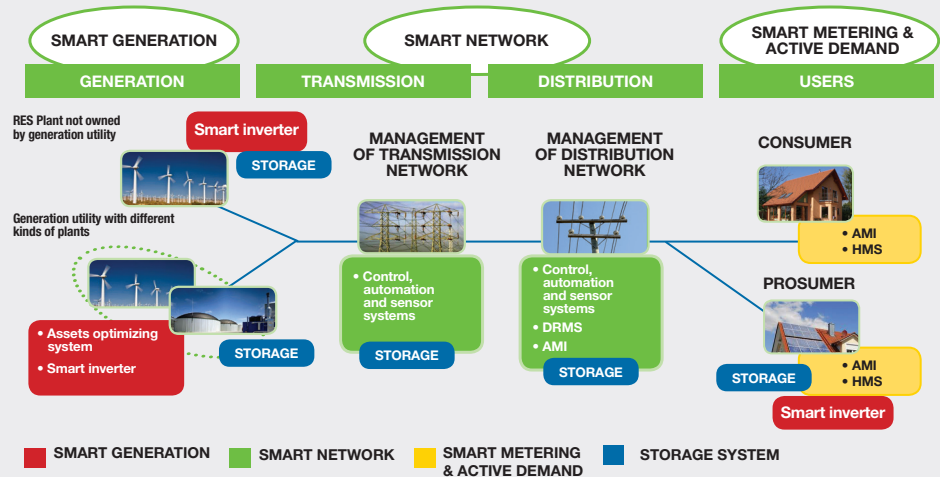 SMART GENERATION
SMART NETWORK
SMART METERING &
ACTIVE DEMAND
GENERATION
TRANSMISSION
DISTRIBUTION
USERS
RES Plant not owned
by generation utility
Smart inverter
STORAGE
Generation utility with different
kinds of plants
• Assets optimizing
system
• Smart inverter
STORAGE
MANAGEMENT
OF TRANSMISSION
NETWORK
• Control,
automation
and sensor
systems
STORAGE
MANAGEMENT
OF DISTRIBUTION
NETWORK
• Control,
automation
and sensor
systems
• DRMS
• AMI
STORAGE
CONSUMER
• AMI
• HMS
PROSUMER
STORAGE
• AMI
• HMS
Smart inverter
SMART GENERATION
SMART NETWORK
SMART METERING
& ACTIVE DEMAND
STORAGE SYSTEM